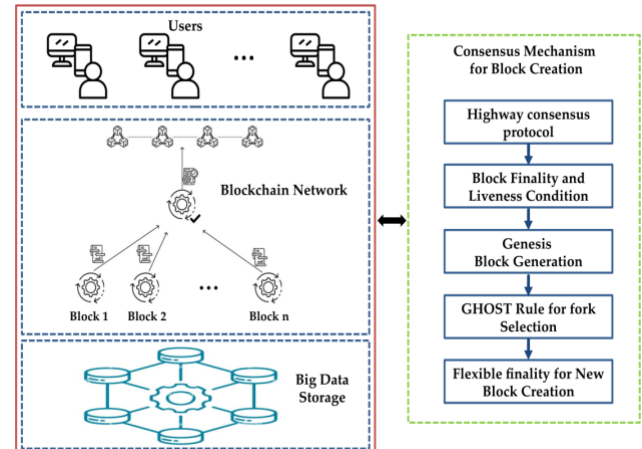 Users
...
Blockchain Network
Block 1 Block 2 ... Block n
Big Data
Storage
Consensus Mechanism
for Block Creation
Highway consensus
protocol
Block Finality and
Liveness Condition
Genesis
Block Generation
GHOST Rule for fork
Selection
Flexible finality for New
Block Creation